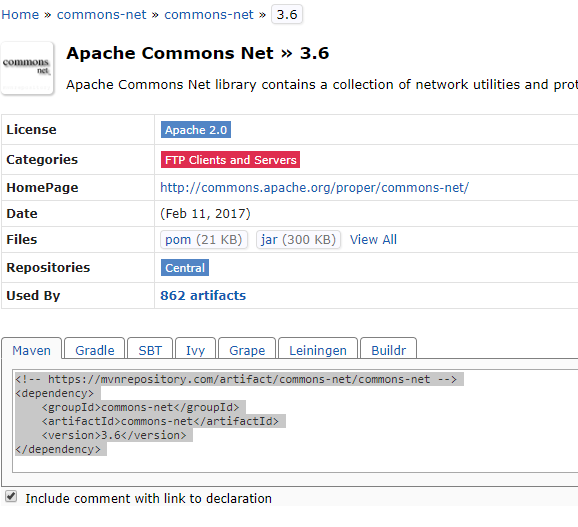 Home » commons-net » commons-net » 3.6
commons
net
Apache Commons Net » 3.6
Apache Commons Net library contains a collection of network utilities and prot
License Apache 2.0
Categories FTP Clients and Servers
HomePage http://commons.apache.org/proper/commons-net/
Date (Feb 11, 2017)
Files pom (21 KB) jar (300 KB) View All
Repositories Central
Used By 862 artifacts
Maven Gradle SBT Ivy Grape Leiningen Buildr
<!-- https://mvnrepository.com/artifact/commons-net/commons-net -->
<dependency>
    <groupId>commons-net</groupId>
    <artifactId>commons-net</artifactId>
    <version>3.6</version>
</dependency>
Include comment with link to declaration